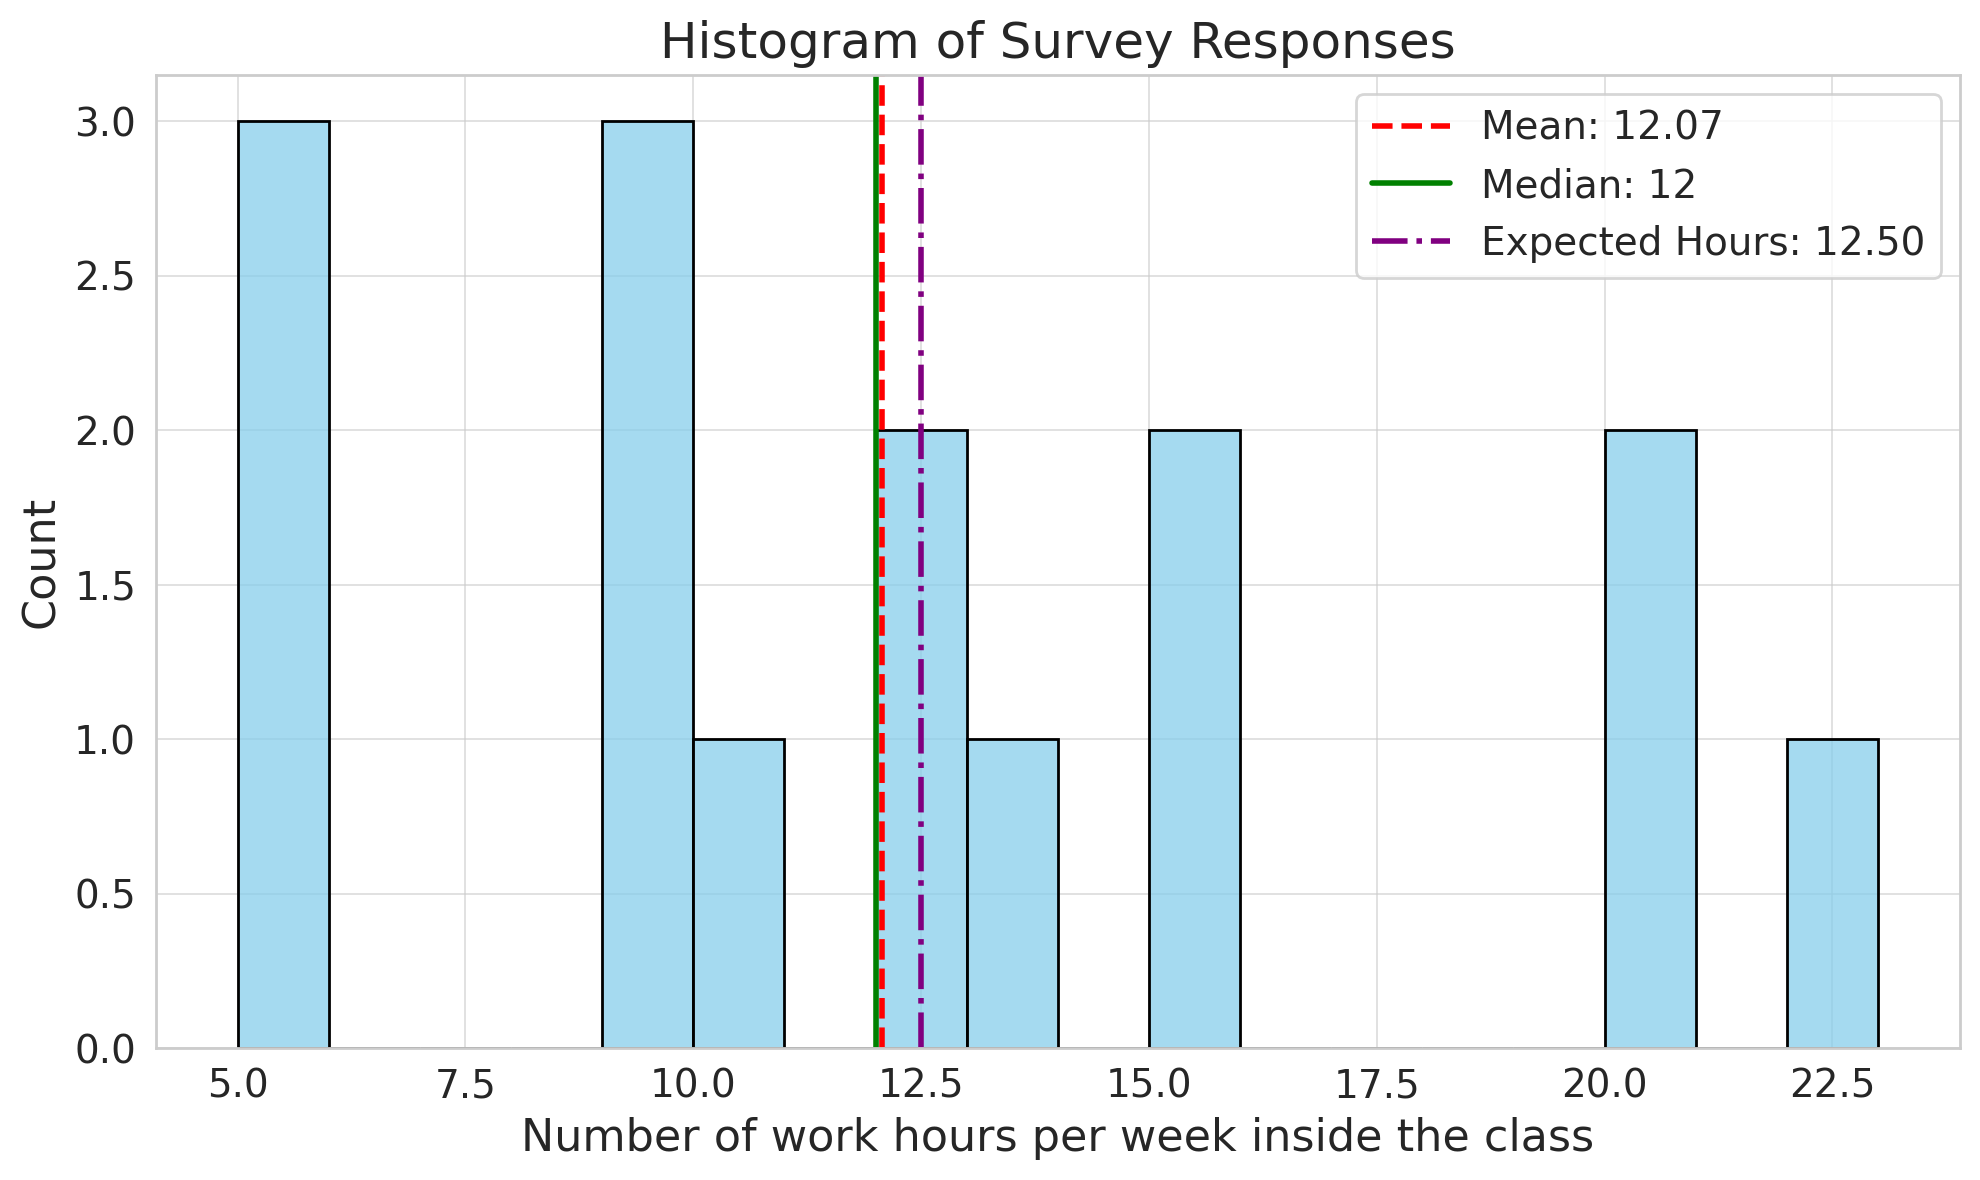 Histogram of Survey Responses
Mean: 12.07
Median: 12
Expected Hours: 12.50
Count
3.0
2.5
2.0
1.5
1.0
0.5
0.0
5.0 7.5 10.0 12.5 15.0 17.5 20.0 22.5
Number of work hours per week inside the class